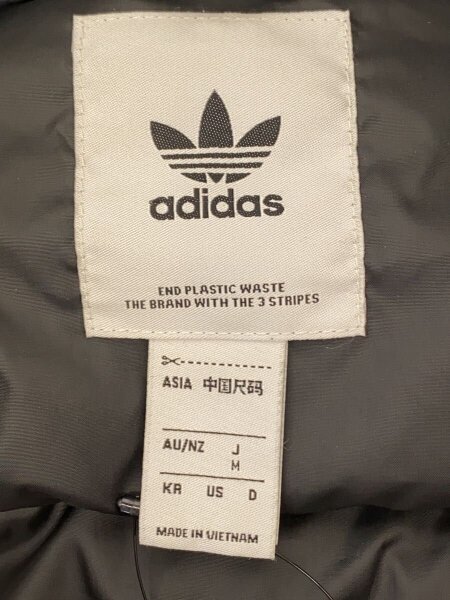 adidas
END PLASTIC WASTE
THE BRAND WITH THE 3 STRIPES
ASIA 中国尺码
AU/NZ J
M
KR US D
MADE IN VIETNAM